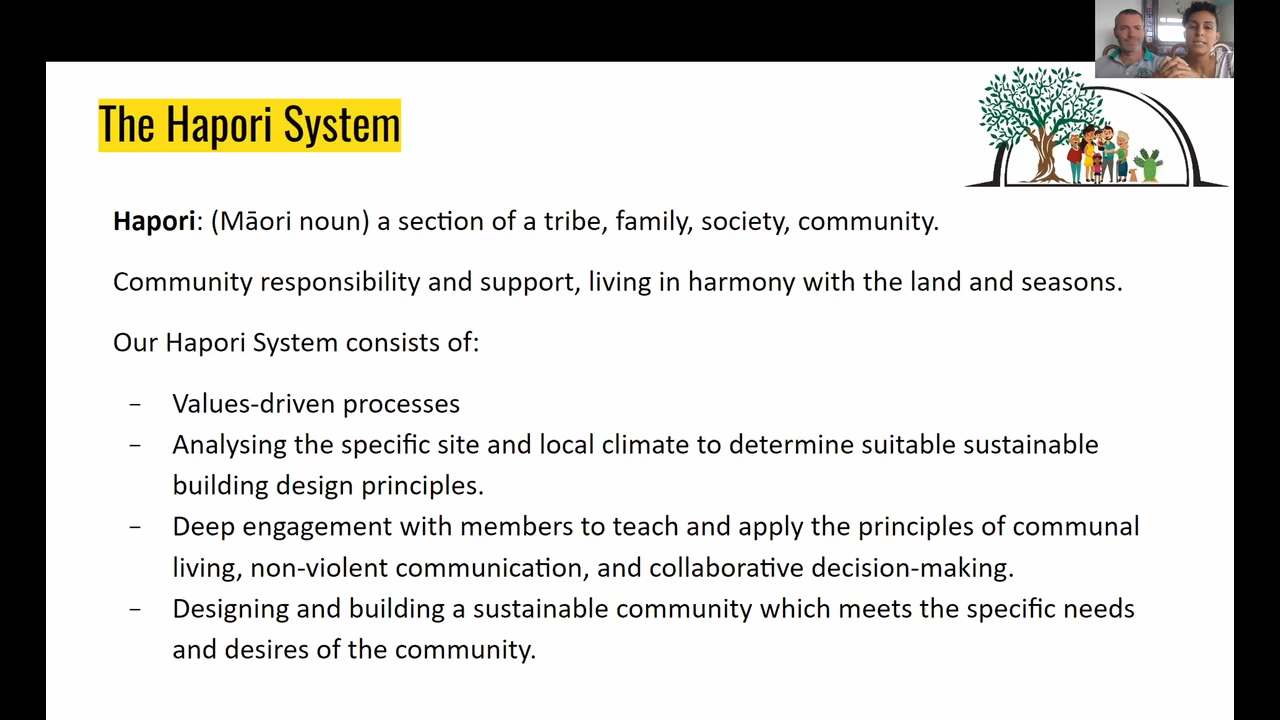 The Hapori System
Hapori: (Māori noun) a section of a tribe, family, society, community.
Community responsibility and support, living in harmony with the land and seasons.
Our Hapori System consists of:
- Values-driven processes
- Analysing the specific site and local climate to determine suitable sustainable
building design principles.
- Deep engagement with members to teach and apply the principles of communal
living, non-violent communication, and collaborative decision-making.
- Designing and building a sustainable community which meets the specific needs
and desires of the community.